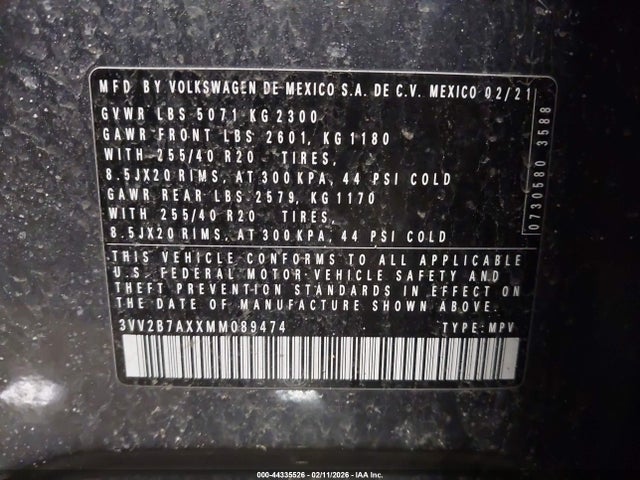 MFD BY VOLKSWAGEN DE MEXICO S.A. DE C.V. MEXICO 02/21
GVWR LBS 5071 KG 2300
GAWR FRONT LBS 2601, KG 1180
WITH 255/40 R20 TIRES,
8.5JX20 RIMS, AT 300 KPA, 44 PSI COLD
GAWR REAR LBS 2579, KG 1170
WITH 255/40 R20 TIRES,
8.5JX20 RIMS, AT 300 KPA, 44 PSI COLD
0730580 3588
THIS VEHICLE CONFORMS TO ALL APPLICABLE
U.S. FEDERAL MOTOR-VEHICLE SAFETY AND
THEFT PREVENTION STANDARDS IN EFFECT ON
THE DATE OF MANUFACTURE SHOWN ABOVE.
3VV2B7AXXMM089474 TYPE: MPV
000-44335526 - 02/11/2026 - IAA Inc.